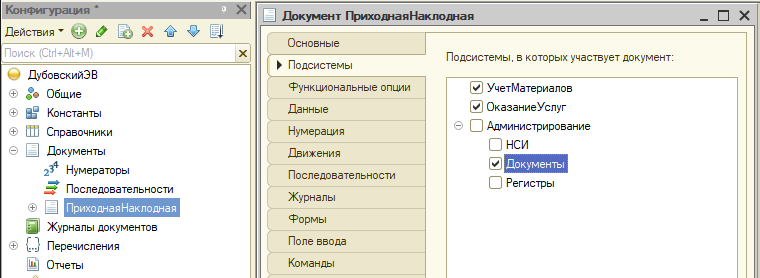 Конфигурация *
Действия
Поиск (Ctrl+Alt+M)
ДубовскийЭВ
Общие
Константы
Справочники
Документы
Нумераторы
Последовательности
ПриходнаяНаклодная
Журналы документов
Перечисления
Отчеты
Документ ПриходнаяНаклодная
Основные
Подсистемы
Функциональные опции
Данные
Нумерация
Движения
Последовательности
Журналы
Формы
Поле ввода
Команды
Подсистемы, в которых участвует документ:
УчетМатериалов
ОказаниеУслуг
Администрирование
НСИ
Документы
Регистры